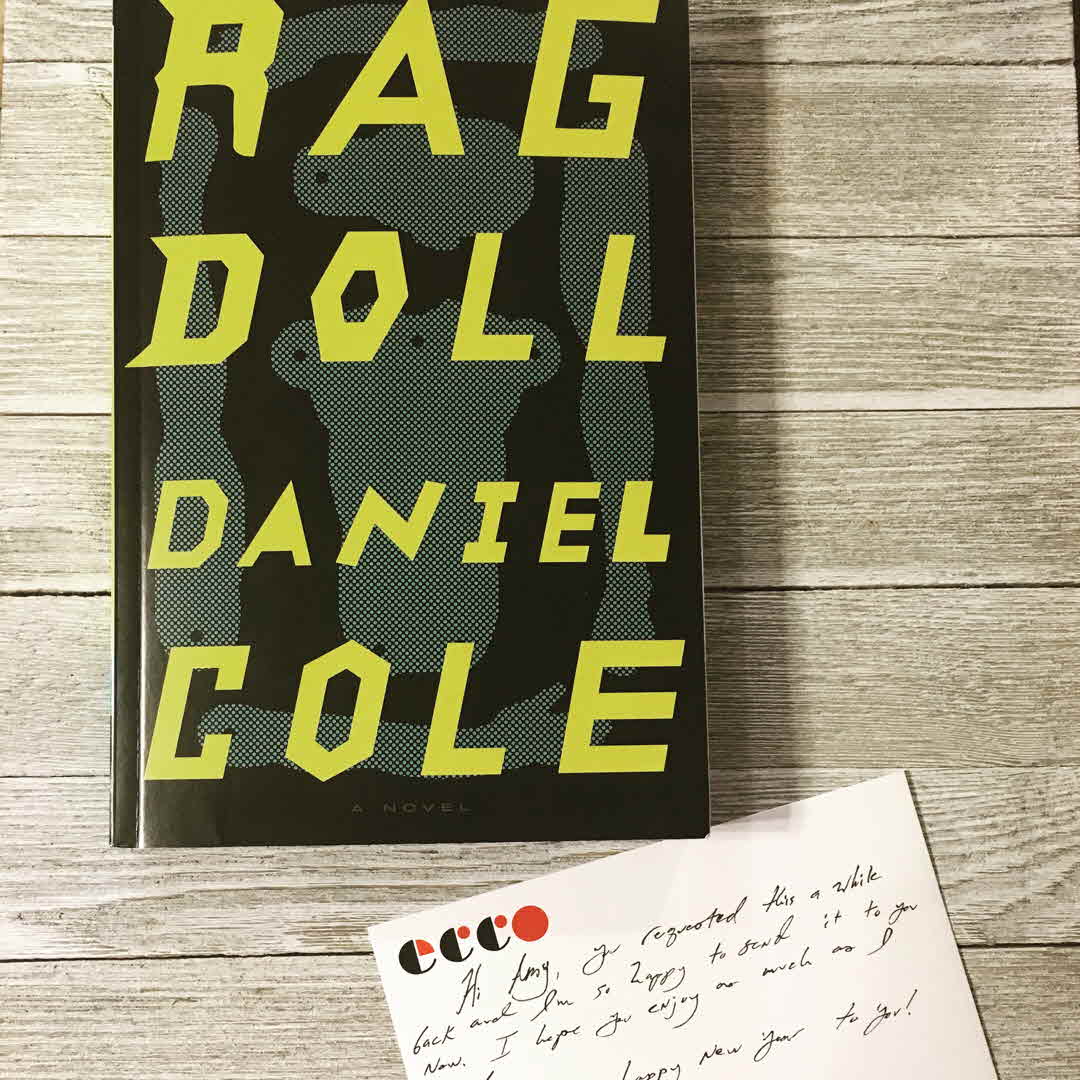 RAG
DOLL
DANIEL
COLE
A NOVEL
ecco
Hi Amy, you requested this a while
back and I'm so happy to send it to you
now. I hope you enjoy as much as I
happy New Year to you!